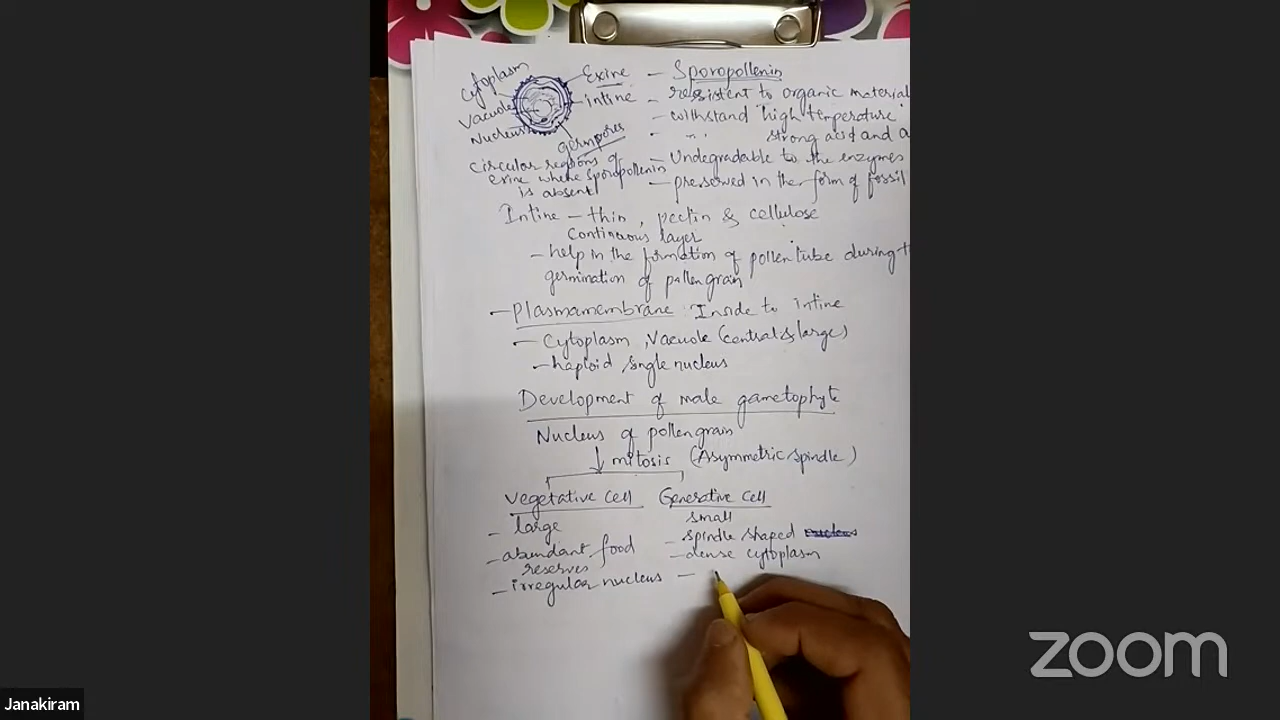 Cytoplasm
Exine — Sporopollenin
Vacuole
intine - resistent to organic material
Nucleus
- withstand high temperature
germpores
" " strong acid and a
circular regions of
exine where sporopollenin
is absent
- Undegradable to the enzymes
- preserved in the form of fossil
Intine - thin, pectin & cellulose
continuous layer
- help in the formation of pollentube during t
germination of pollengrain
- Plasmamembrane : Inside to intine
- Cytoplasm, Vacuole (central & large)
- haploid, single nucleus
Development of male gametophyte
Nucleus of pollengrain
↓ mitosis (Asymmetric spindle)
Vegetative cell Generative cell
- large small
- spindle shaped
- abundant food - dense cytoplasm
reserves
- irregular nucleus -
zoom
Janakiram